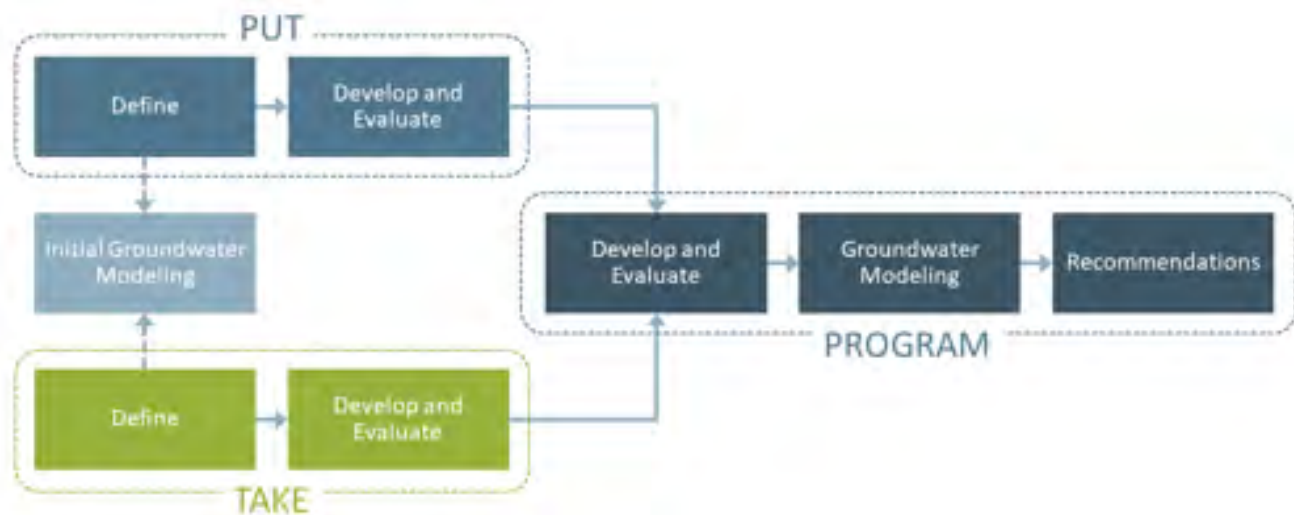 PUT
Define
Develop and
Evaluate
Initial Groundwater
Modeling
Develop and
Evaluate
Groundwater
Modeling
Recommendations
PROGRAM
Define
Develop and
Evaluate
TAKE